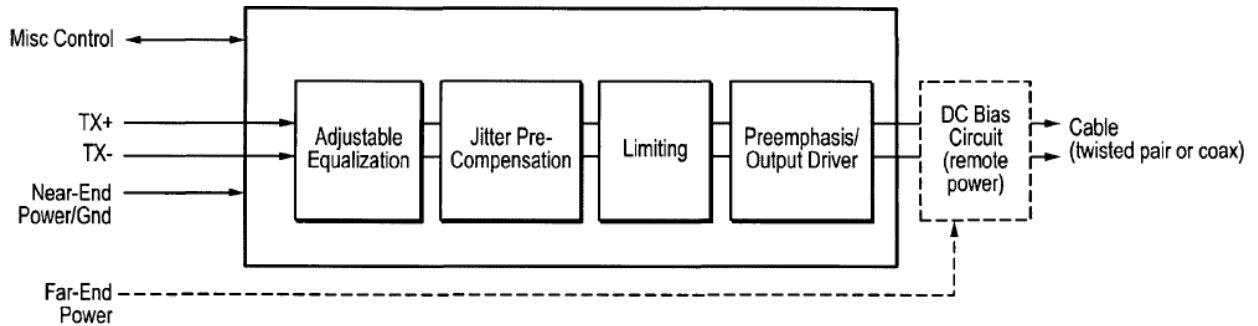 Misc Control
TX+
TX-
Near-End
Power/Gnd
Far-End
Power
Adjustable
Equalization
Jitter Pre-
Compensation
Limiting
Preemphasis/
Output Driver
DC Bias
Circuit
(remote
power)
Cable
(twisted pair or coax)